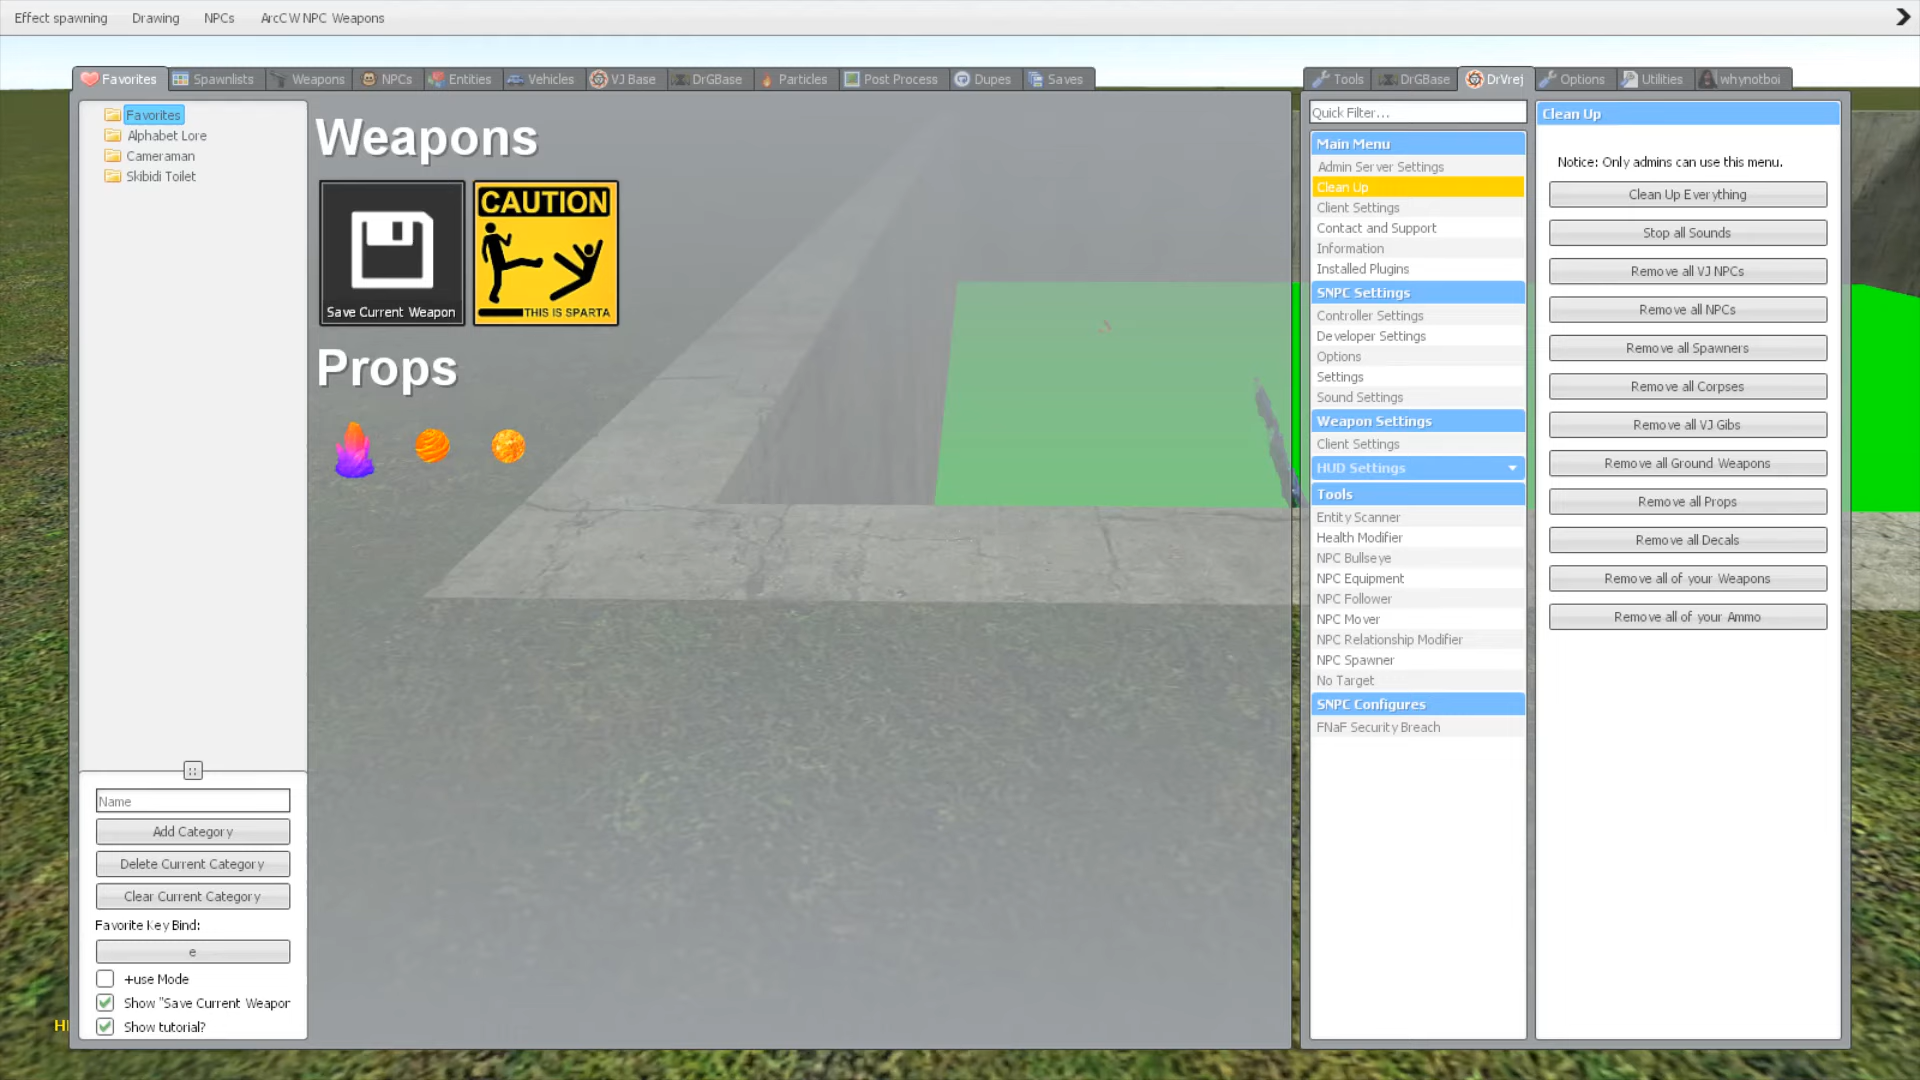 Effect spawning Drawing NPCs ArcCW NPC Weapons
Favorites Spawnlists Weapons NPCs Entities Vehicles VJ Base DrGBase Particles Post Process Dupes Saves
Tools DrGBase DrVrej Options Utilities whynotboi
Favorites
Alphabet Lore
Cameraman
Skibidi Toilet
Name
Add Category
Delete Current Category
Clear Current Category
Favorite Key Bind:
e
+use Mode
Show "Save Current Weapor
Show tutorial?
Weapons
Save Current Weapon
CAUTION
THIS IS SPARTA
Props
Quick Filter...
Main Menu
Admin Server Settings
Clean Up
Client Settings
Contact and Support
Information
Installed Plugins
SNPC Settings
Controller Settings
Developer Settings
Options
Settings
Sound Settings
Weapon Settings
Client Settings
HUD Settings
Tools
Entity Scanner
Health Modifier
NPC Bullseye
NPC Equipment
NPC Follower
NPC Mover
NPC Relationship Modifier
NPC Spawner
No Target
SNPC Configures
FNaF Security Breach
Clean Up
Notice: Only admins can use this menu.
Clean Up Everything
Stop all Sounds
Remove all VJ NPCs
Remove all NPCs
Remove all Spawners
Remove all Corpses
Remove all VJ Gibs
Remove all Ground Weapons
Remove all Props
Remove all Decals
Remove all of your Weapons
Remove all of your Ammo